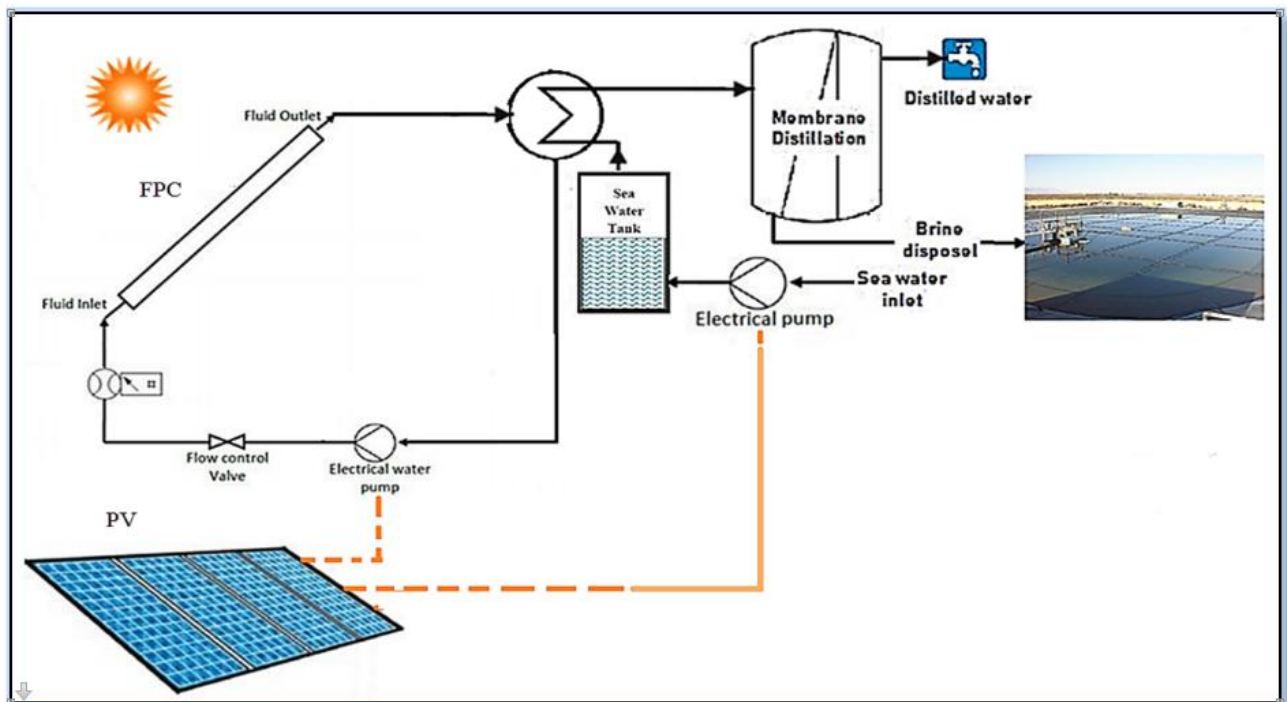 Fluid Outlet
FPC
Fluid Inlet
Sea
Water
Tank
Membrane
Distillation
Distilled water
Brine
disposol
Sea water
inlet
Electrical pump
Flow control
Valve
Electrical water
pump
PV